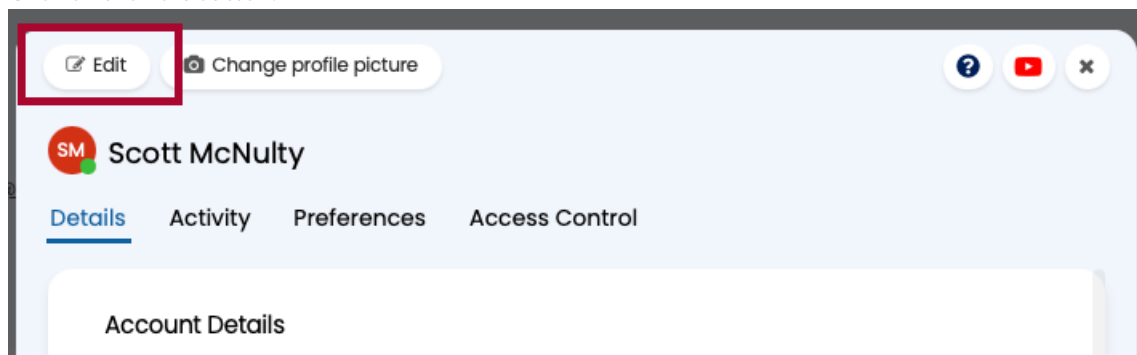 Edit Change profile picture
SM Scott McNulty
Details Activity Preferences Access Control
Account Details